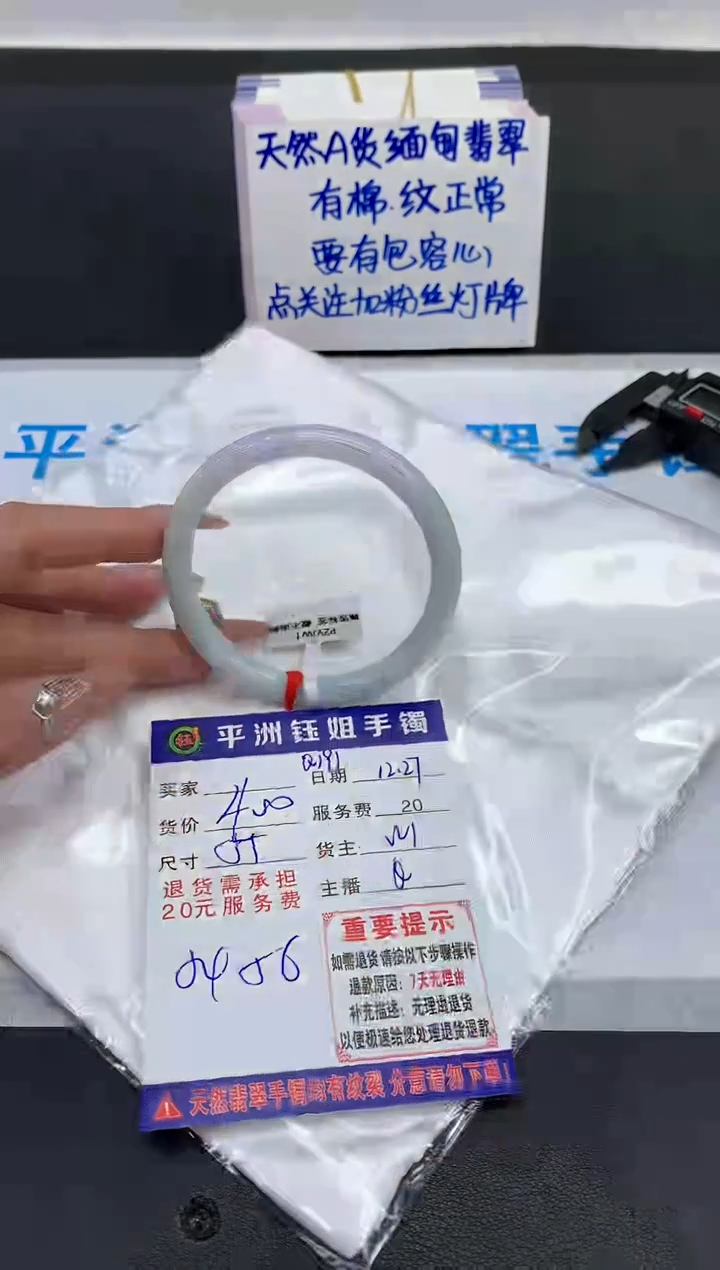 天然A货缅甸翡翠
有棉.纹正常
要有包容心
点关注加粉丝灯牌
平
手
平洲钰姐手镯
Q191
买家
日期 12.27
货价 450
服务费 20
尺寸 55
货主:
主播 Q
退货需承担
20元服务费
重要提示
如需退货请按以下步骤操作
退款原因：7天无理由
补充描述：无理由退货
以便极速给您处理退货退款
天然翡翠手镯均有纹裂 介意请勿下单！